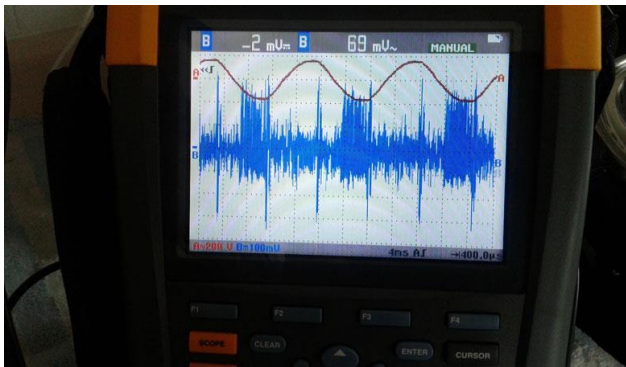 B -2 mV⎓ B 69 mV~ MANUAL
A
A
B
B
A~200 V B=100mV
4ms A∫ →:400.0µs
F1 F2 F3 F4
SCOPE CLEAR ENTER CURSOR